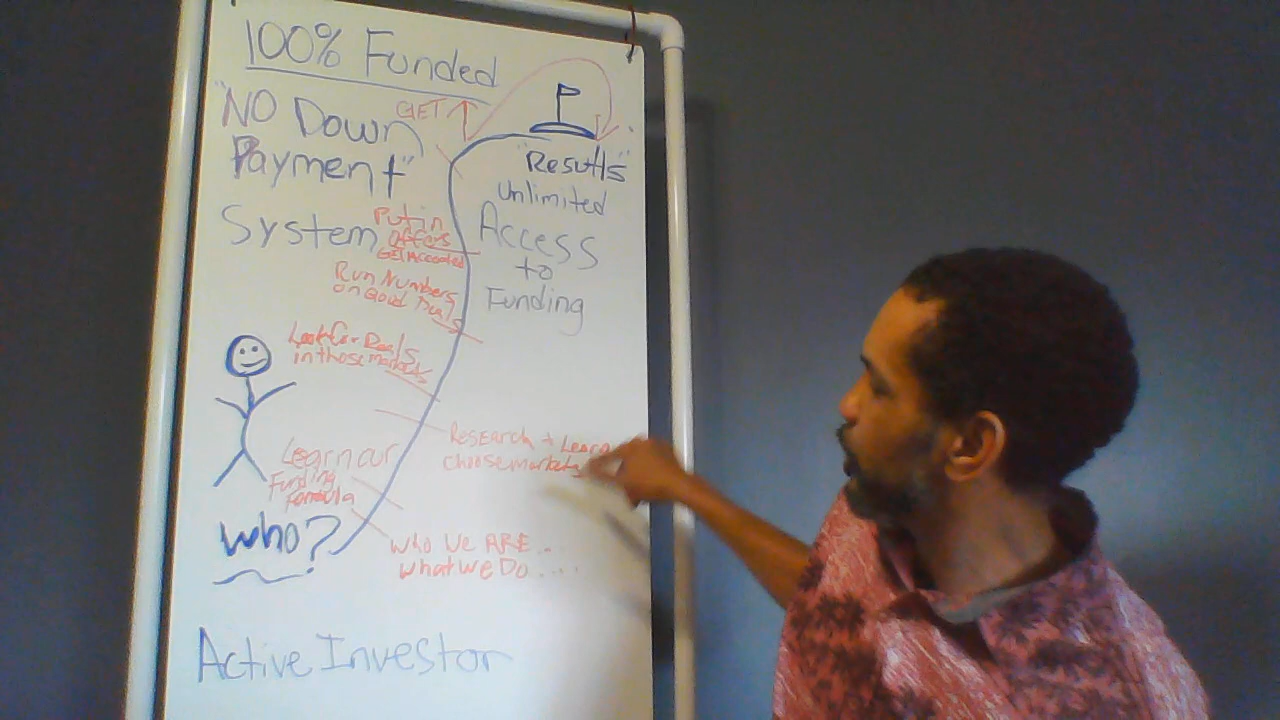 100% Funded
"NO Down
Payment"
System
GET
"Results"
Unlimited
Access
to
Funding
Put in
offers
GET Accepted
Run Numbers
on Good Deals
Look for Deals
in those markets
Research + Learn
choose markets
Learn our
Funding
formula
Who?
Who We ARE..
What we Do....
Active Investor